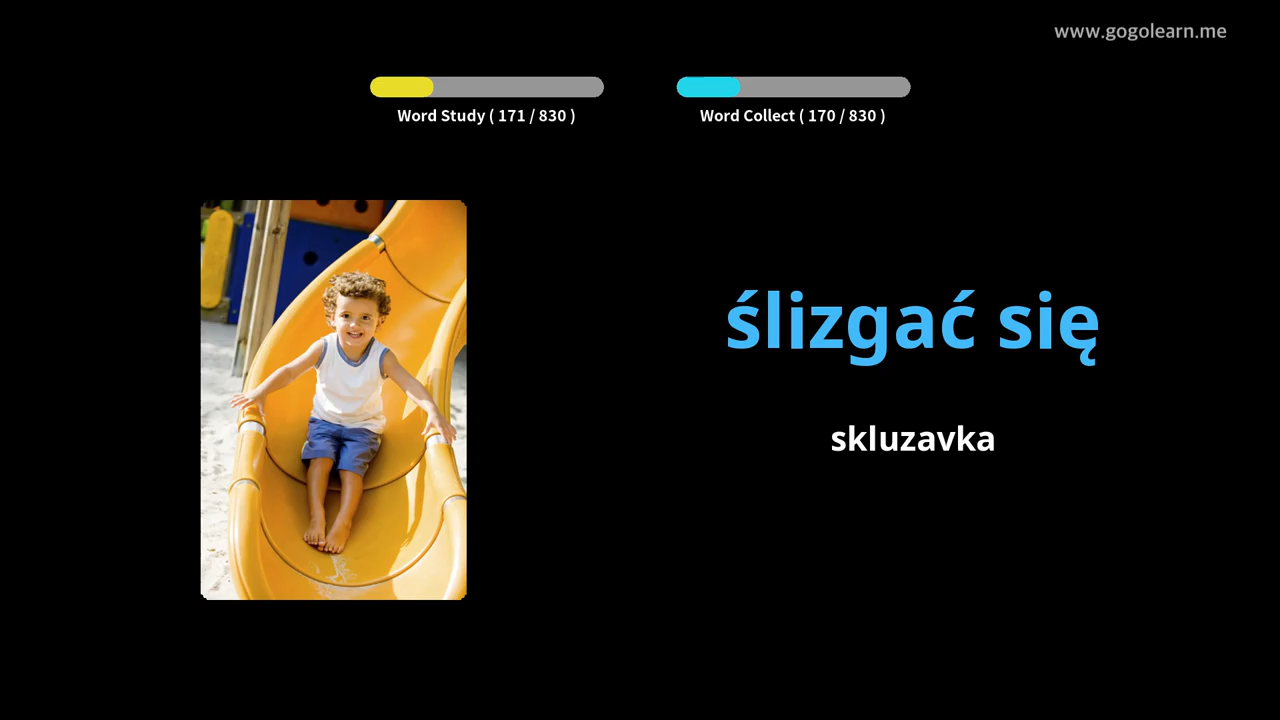 www.gogolearn.me
Word Study ( 171 / 830 )
Word Collect ( 170 / 830 )
ślizgać się
skluzavka